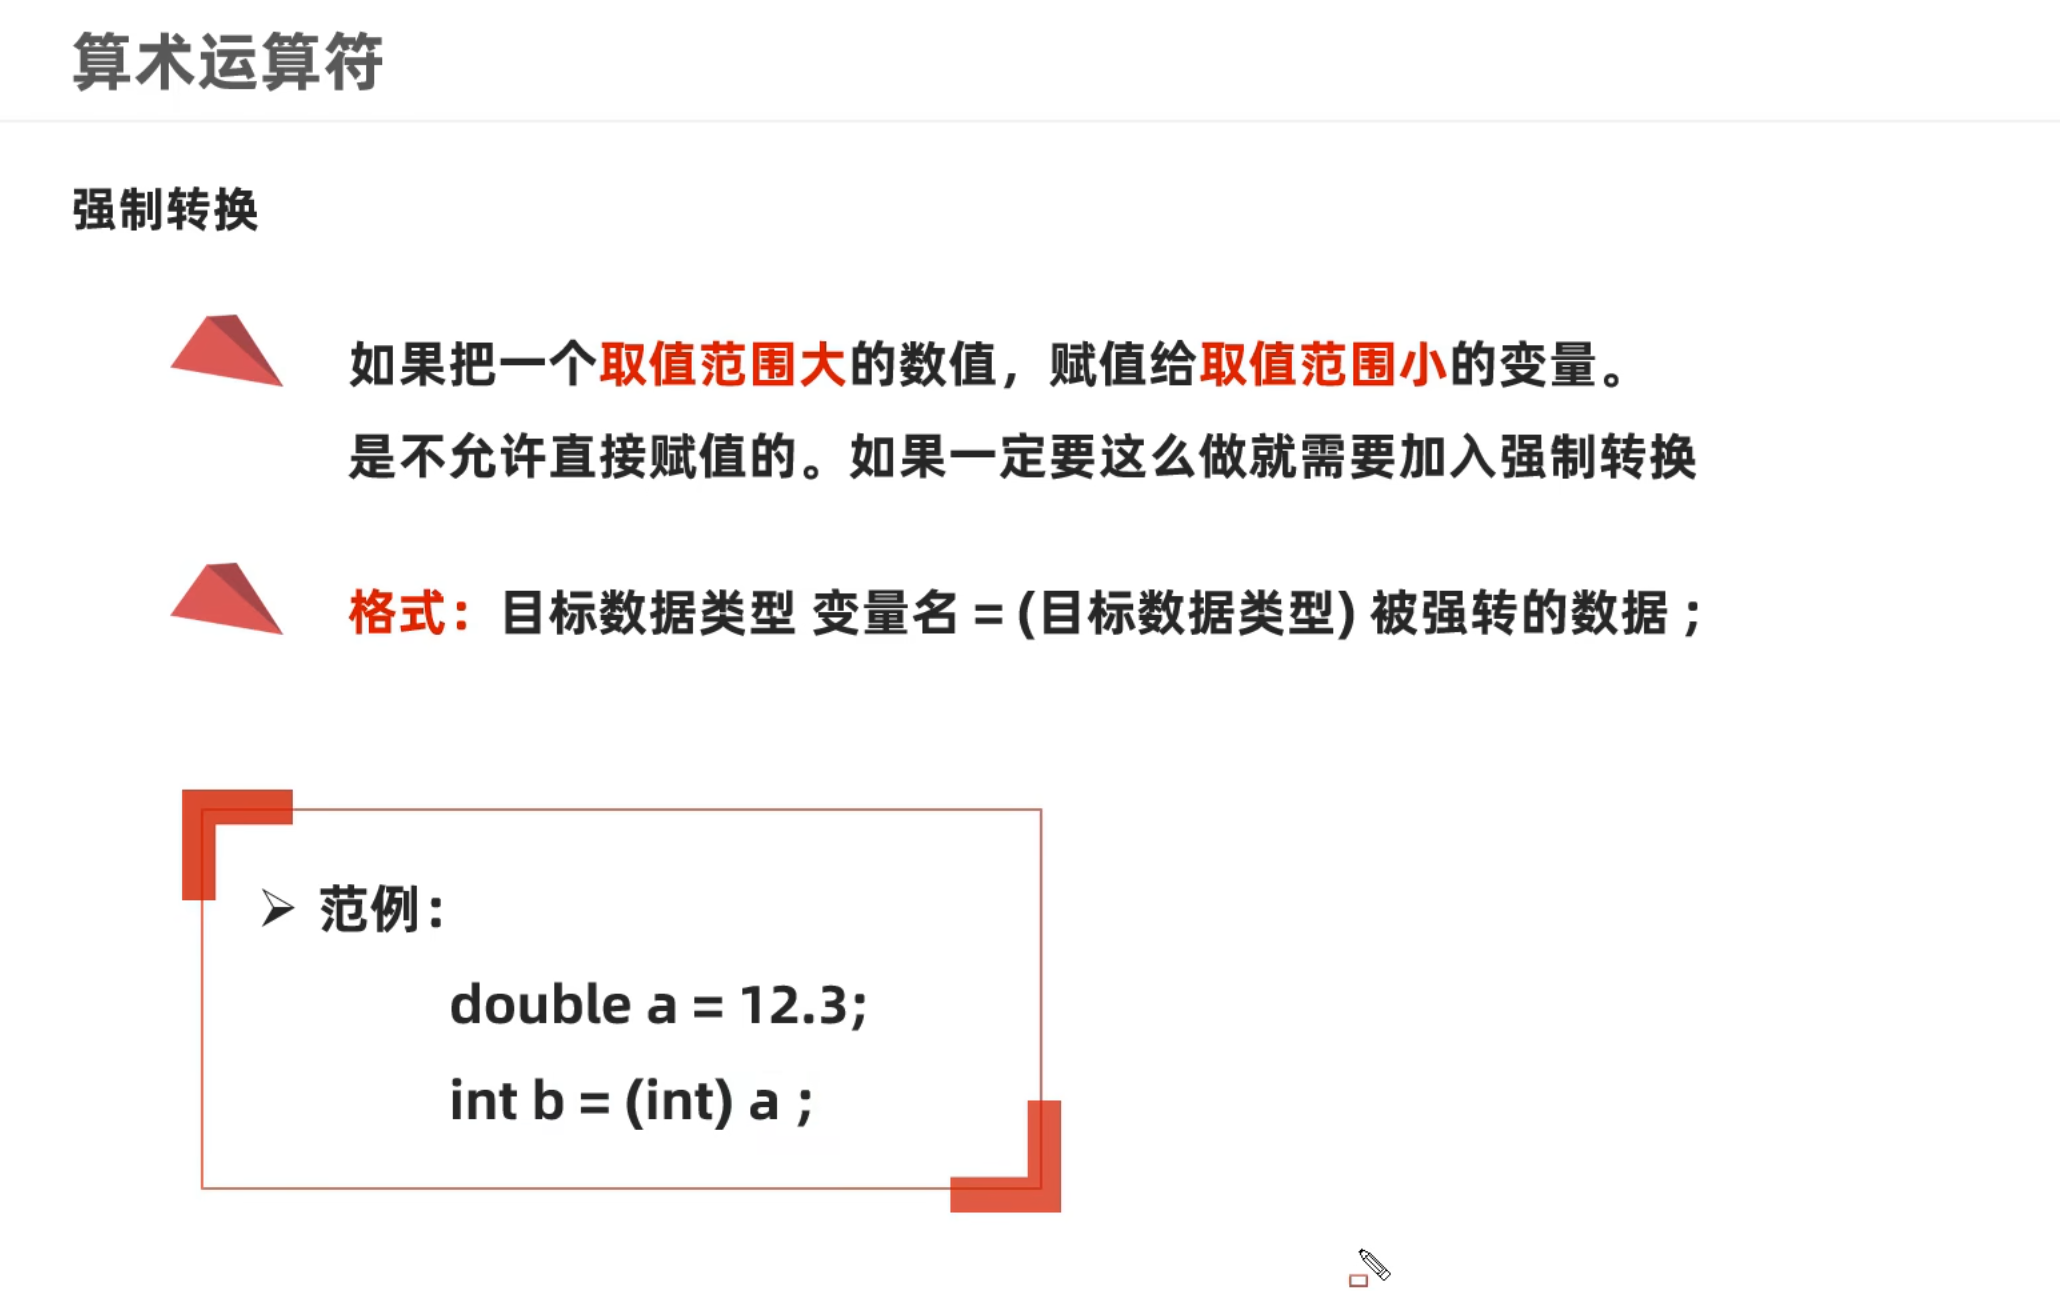 算术运算符
强制转换
如果把一个取值范围大的数值，赋值给取值范围小的变量。
是不允许直接赋值的。如果一定要这么做就需要加入强制转换
格式：目标数据类型 变量名 = (目标数据类型) 被强转的数据 ;
➢ 范例：
double a = 12.3;
int b = (int) a ;